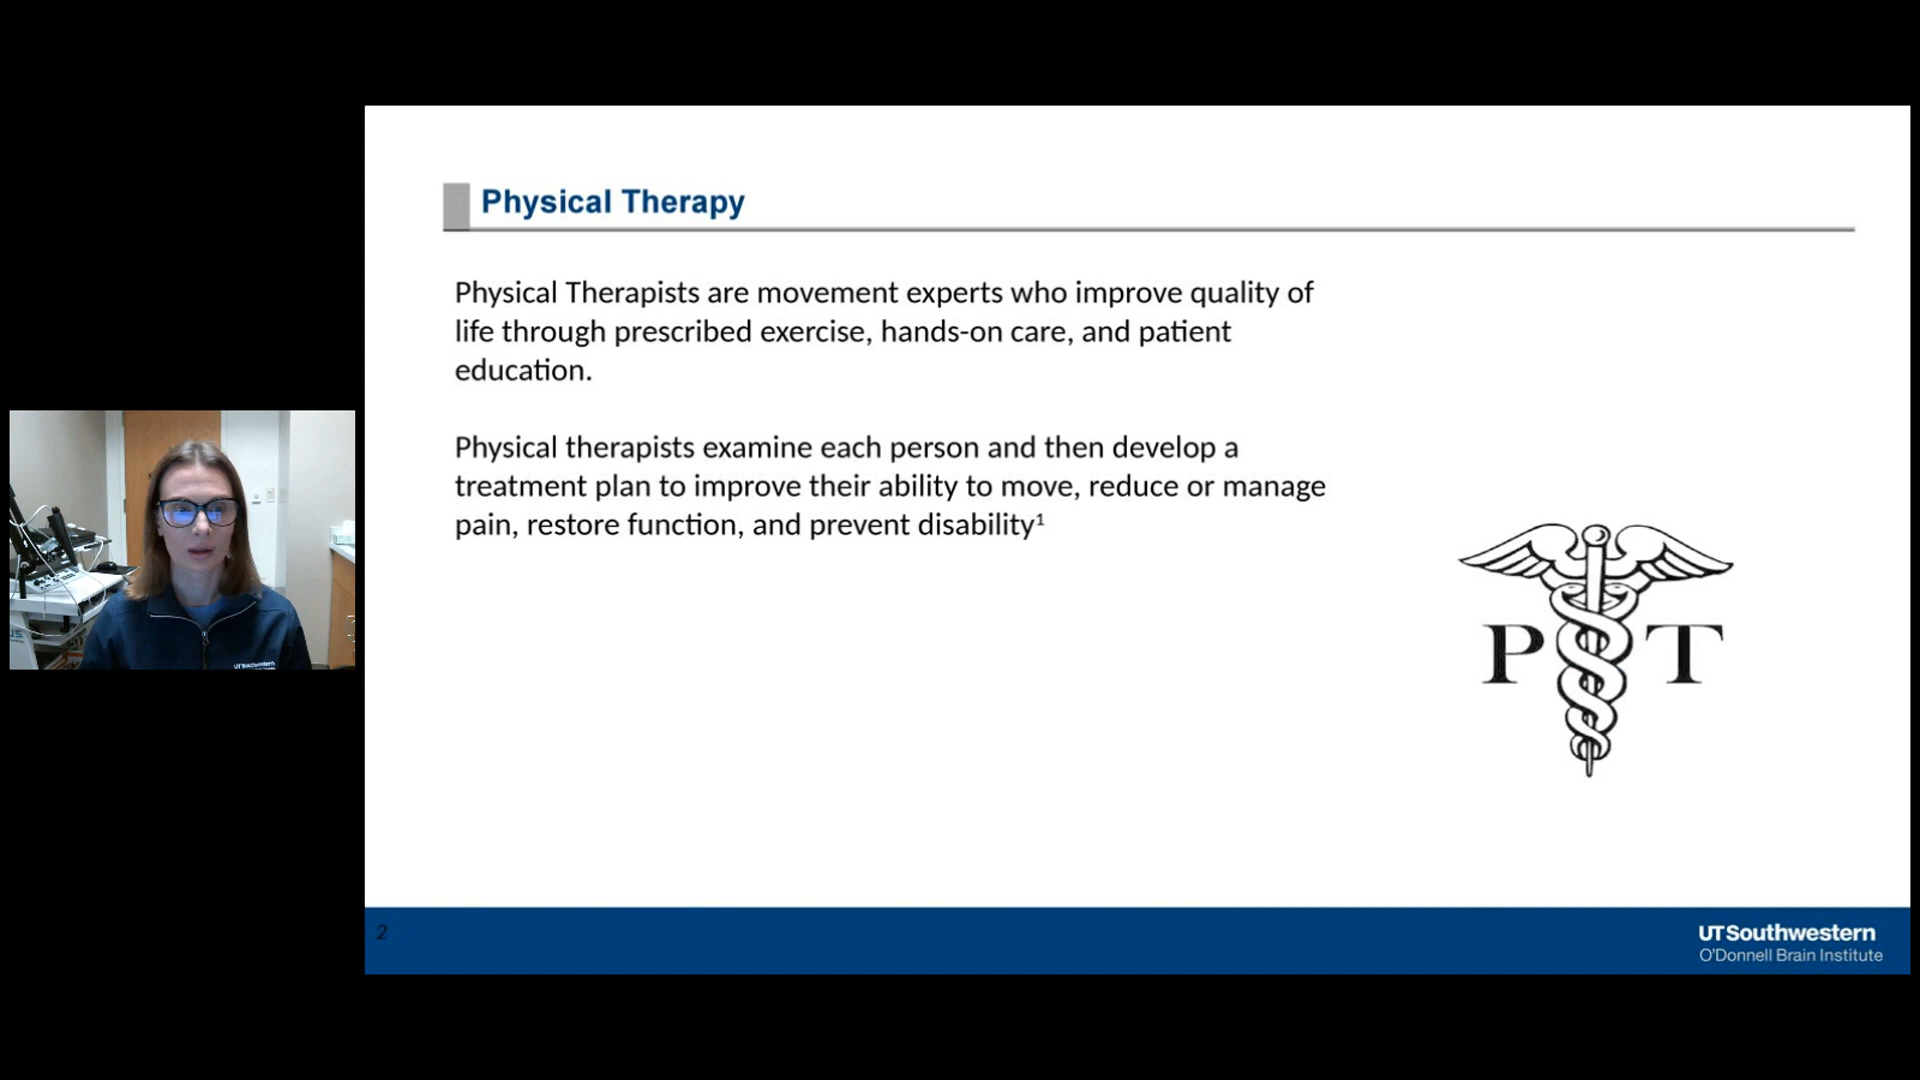 Physical Therapy
Physical Therapists are movement experts who improve quality of
life through prescribed exercise, hands-on care, and patient
education.
Physical therapists examine each person and then develop a
treatment plan to improve their ability to move, reduce or manage
pain, restore function, and prevent disability¹
P T
2
UTSouthwestern
O'Donnell Brain Institute
UTSouthwestern